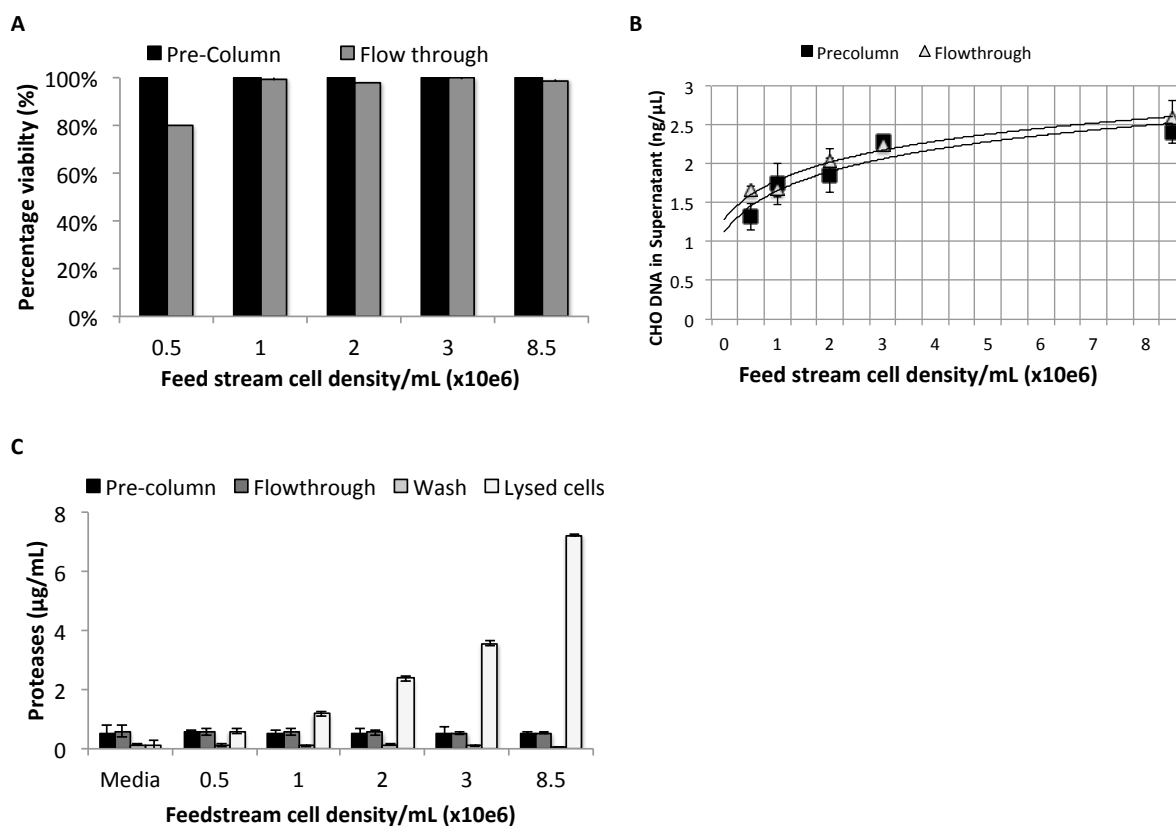 A
Pre-Column Flow through
100%
80%
60%
40%
20%
0%
Percentage viability (%)
0.5 1 2 3 8.5
Feed stream cell density/mL (x10e6)
B
Precolumn Flowthrough
3
2.5
2
1.5
1
0.5
0
CHO DNA in Supernatant (ng/µL)
0 1 2 3 4 5 6 7 8
Feed stream cell density/mL (x10e6)
C
Pre-column Flowthrough Wash Lysed cells
8
6
4
2
0
Proteases (µg/mL)
Media 0.5 1 2 3 8.5
Feedstream cell density/mL (x10e6)